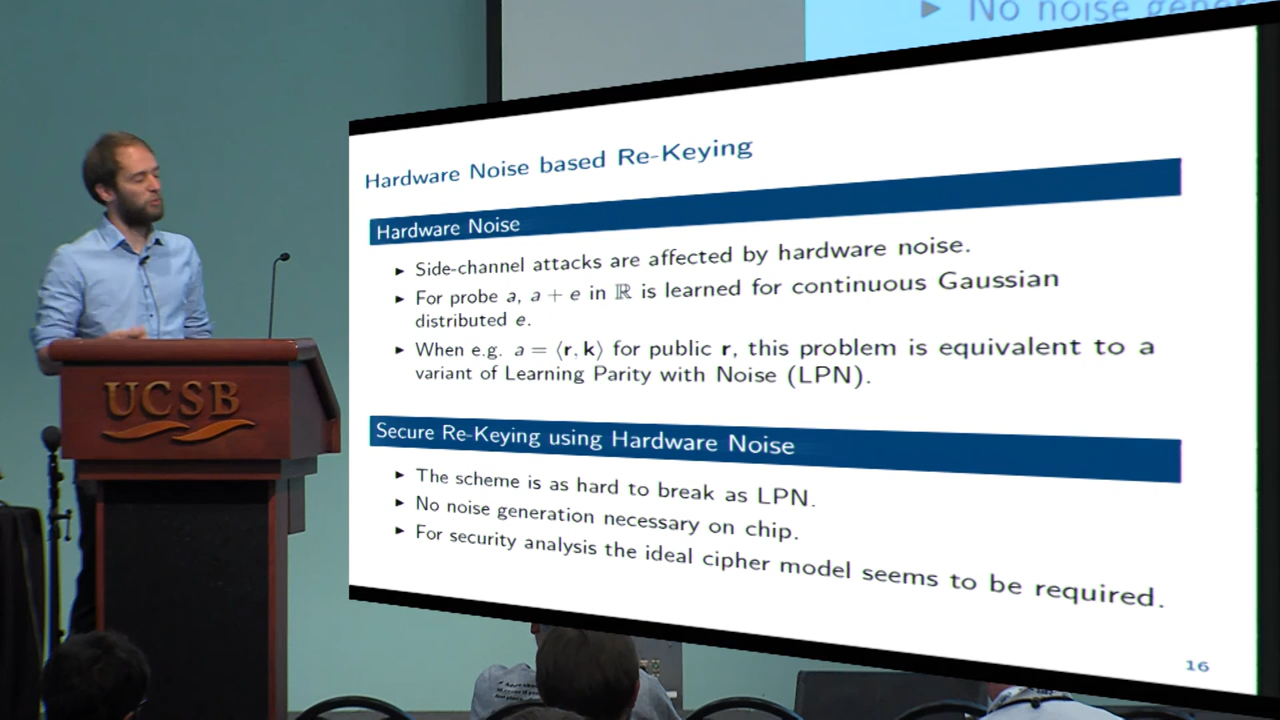 ▶ No noise gener
Hardware Noise based Re-Keying
Hardware Noise
▶ Side-channel attacks are affected by hardware noise.
▶ For probe a, a + e in ℝ is learned for continuous Gaussian
distributed e.
▶ When e.g. a = ⟨r, k⟩ for public r, this problem is equivalent to a
variant of Learning Parity with Noise (LPN).
Secure Re-Keying using Hardware Noise
▶ The scheme is as hard to break as LPN.
▶ No noise generation necessary on chip.
▶ For security analysis the ideal cipher model seems to be required.
16
UCSB